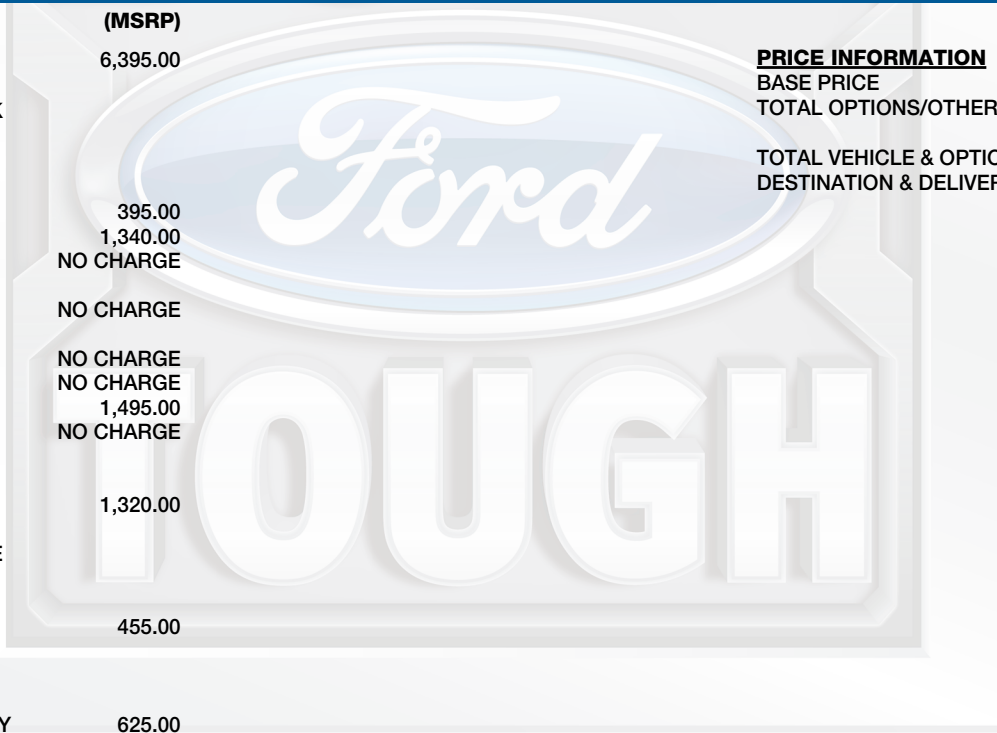 (MSRP)
6,395.00
K
395.00
1,340.00
NO CHARGE
NO CHARGE
NO CHARGE
NO CHARGE
1,495.00
NO CHARGE
1,320.00
E
455.00
Y 625.00
PRICE INFORMATION
BASE PRICE
TOTAL OPTIONS/OTHER
TOTAL VEHICLE & OPTIO
DESTINATION & DELIVER
Ford
TOUGH